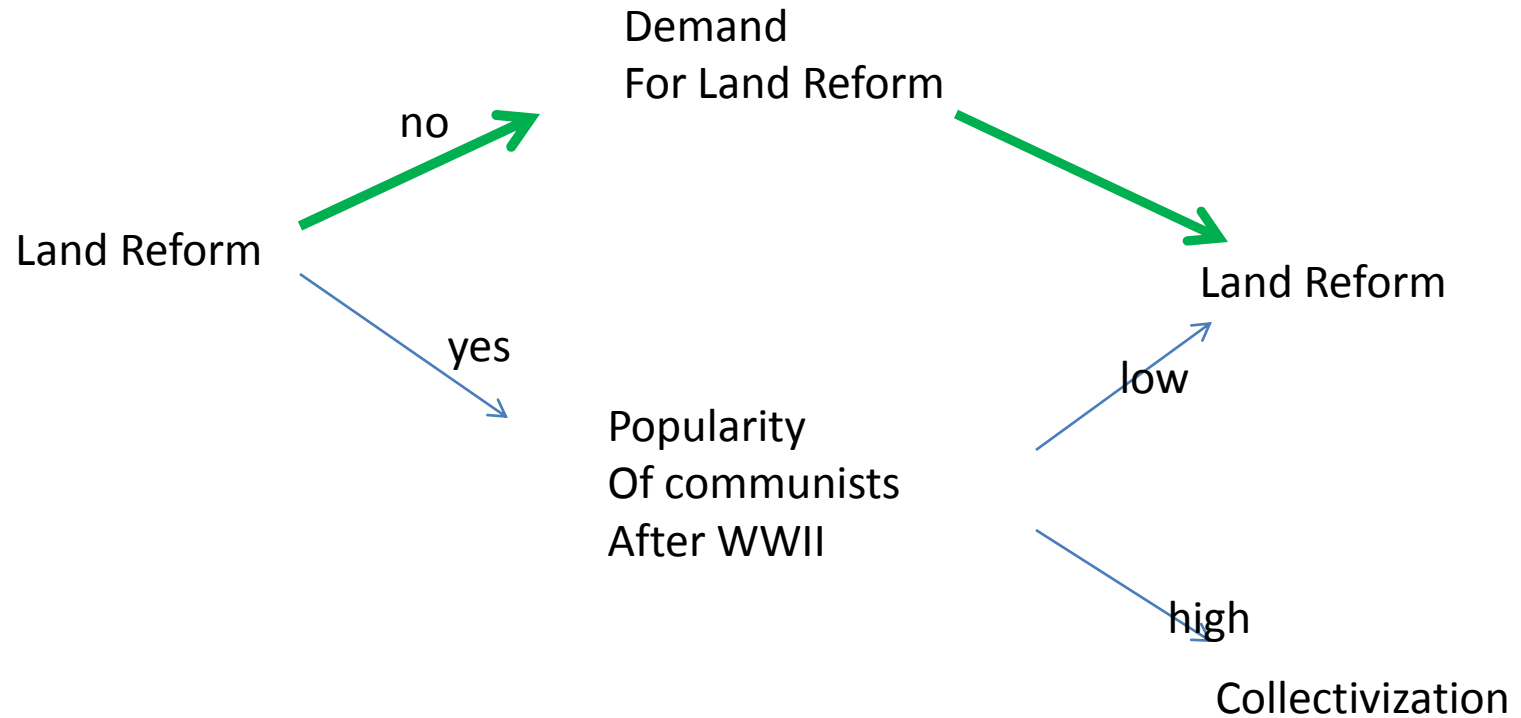 Demand
For Land Reform
no
Land Reform
Land Reform
yes
low
Popularity
Of communists
After WWII
high
Collectivization